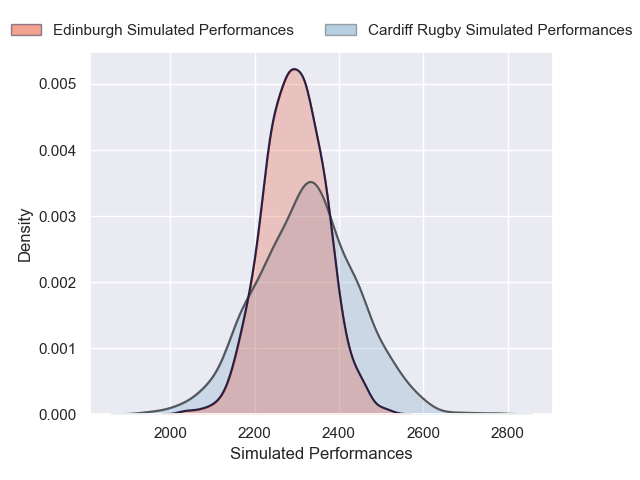 Edinburgh Simulated Performances
Cardiff Rugby Simulated Performances
0.005
0.004
0.003
0.002
0.001
0.000
Density
2000 2200 2400 2600 2800
Simulated Performances